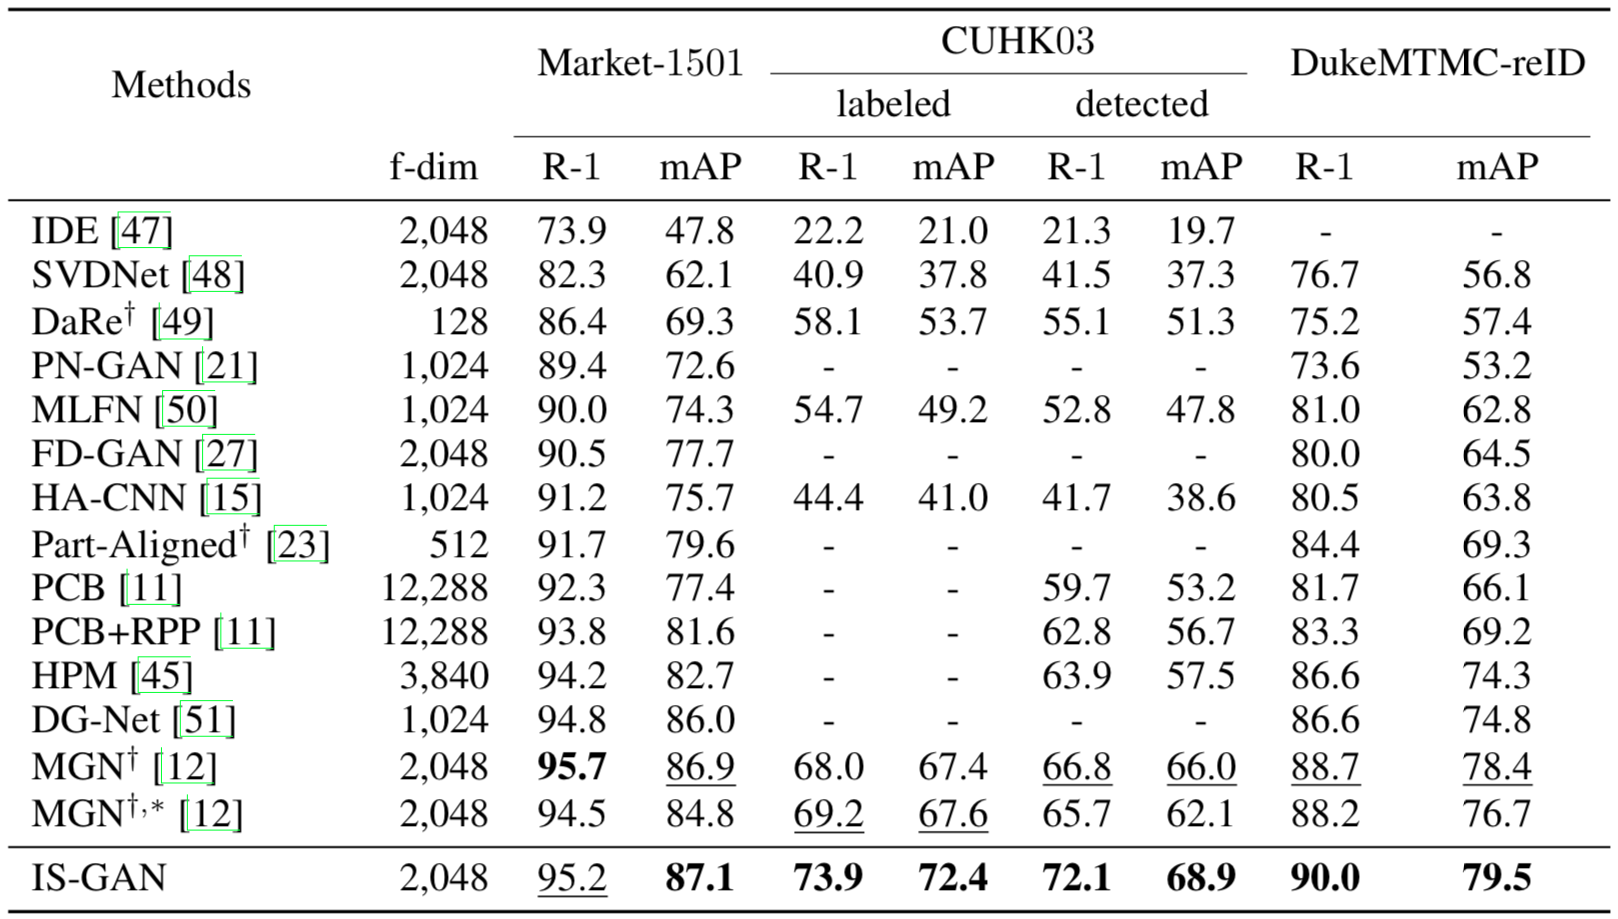 CUHK03
Methods Market-1501 DukeMTMC-reID
labeled detected
f-dim R-1 mAP R-1 mAP R-1 mAP R-1 mAP
IDE [47] 2,048 73.9 47.8 22.2 21.0 21.3 19.7 - -
SVDNet [48] 2,048 82.3 62.1 40.9 37.8 41.5 37.3 76.7 56.8
DaRe† [49] 128 86.4 69.3 58.1 53.7 55.1 51.3 75.2 57.4
PN-GAN [21] 1,024 89.4 72.6 - - - - 73.6 53.2
MLFN [50] 1,024 90.0 74.3 54.7 49.2 52.8 47.8 81.0 62.8
FD-GAN [27] 2,048 90.5 77.7 - - - - 80.0 64.5
HA-CNN [15] 1,024 91.2 75.7 44.4 41.0 41.7 38.6 80.5 63.8
Part-Aligned† [23] 512 91.7 79.6 - - - - 84.4 69.3
PCB [11] 12,288 92.3 77.4 - - 59.7 53.2 81.7 66.1
PCB+RPP [11] 12,288 93.8 81.6 - - 62.8 56.7 83.3 69.2
HPM [45] 3,840 94.2 82.7 - - 63.9 57.5 86.6 74.3
DG-Net [51] 1,024 94.8 86.0 - - - - 86.6 74.8
MGN† [12] 2,048 95.7 86.9 68.0 67.4 66.8 66.0 88.7 78.4
MGN†,* [12] 2,048 94.5 84.8 69.2 67.6 65.7 62.1 88.2 76.7
IS-GAN 2,048 95.2 87.1 73.9 72.4 72.1 68.9 90.0 79.5